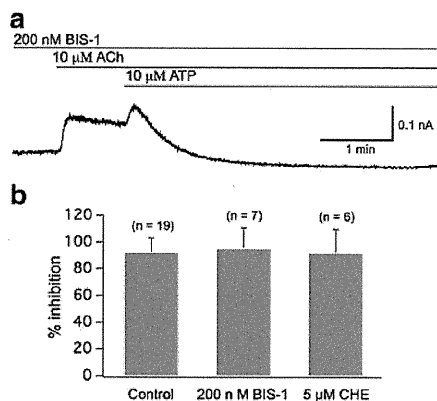 a
200 nM BIS-1
10 μM ACh
10 μM ATP
0.1 nA
1 min
b
120
100
80
60
40
20
0
% inhibition
(n = 19)
(n = 7)
(n = 6)
Control
200 n M BIS-1
5 μM CHE